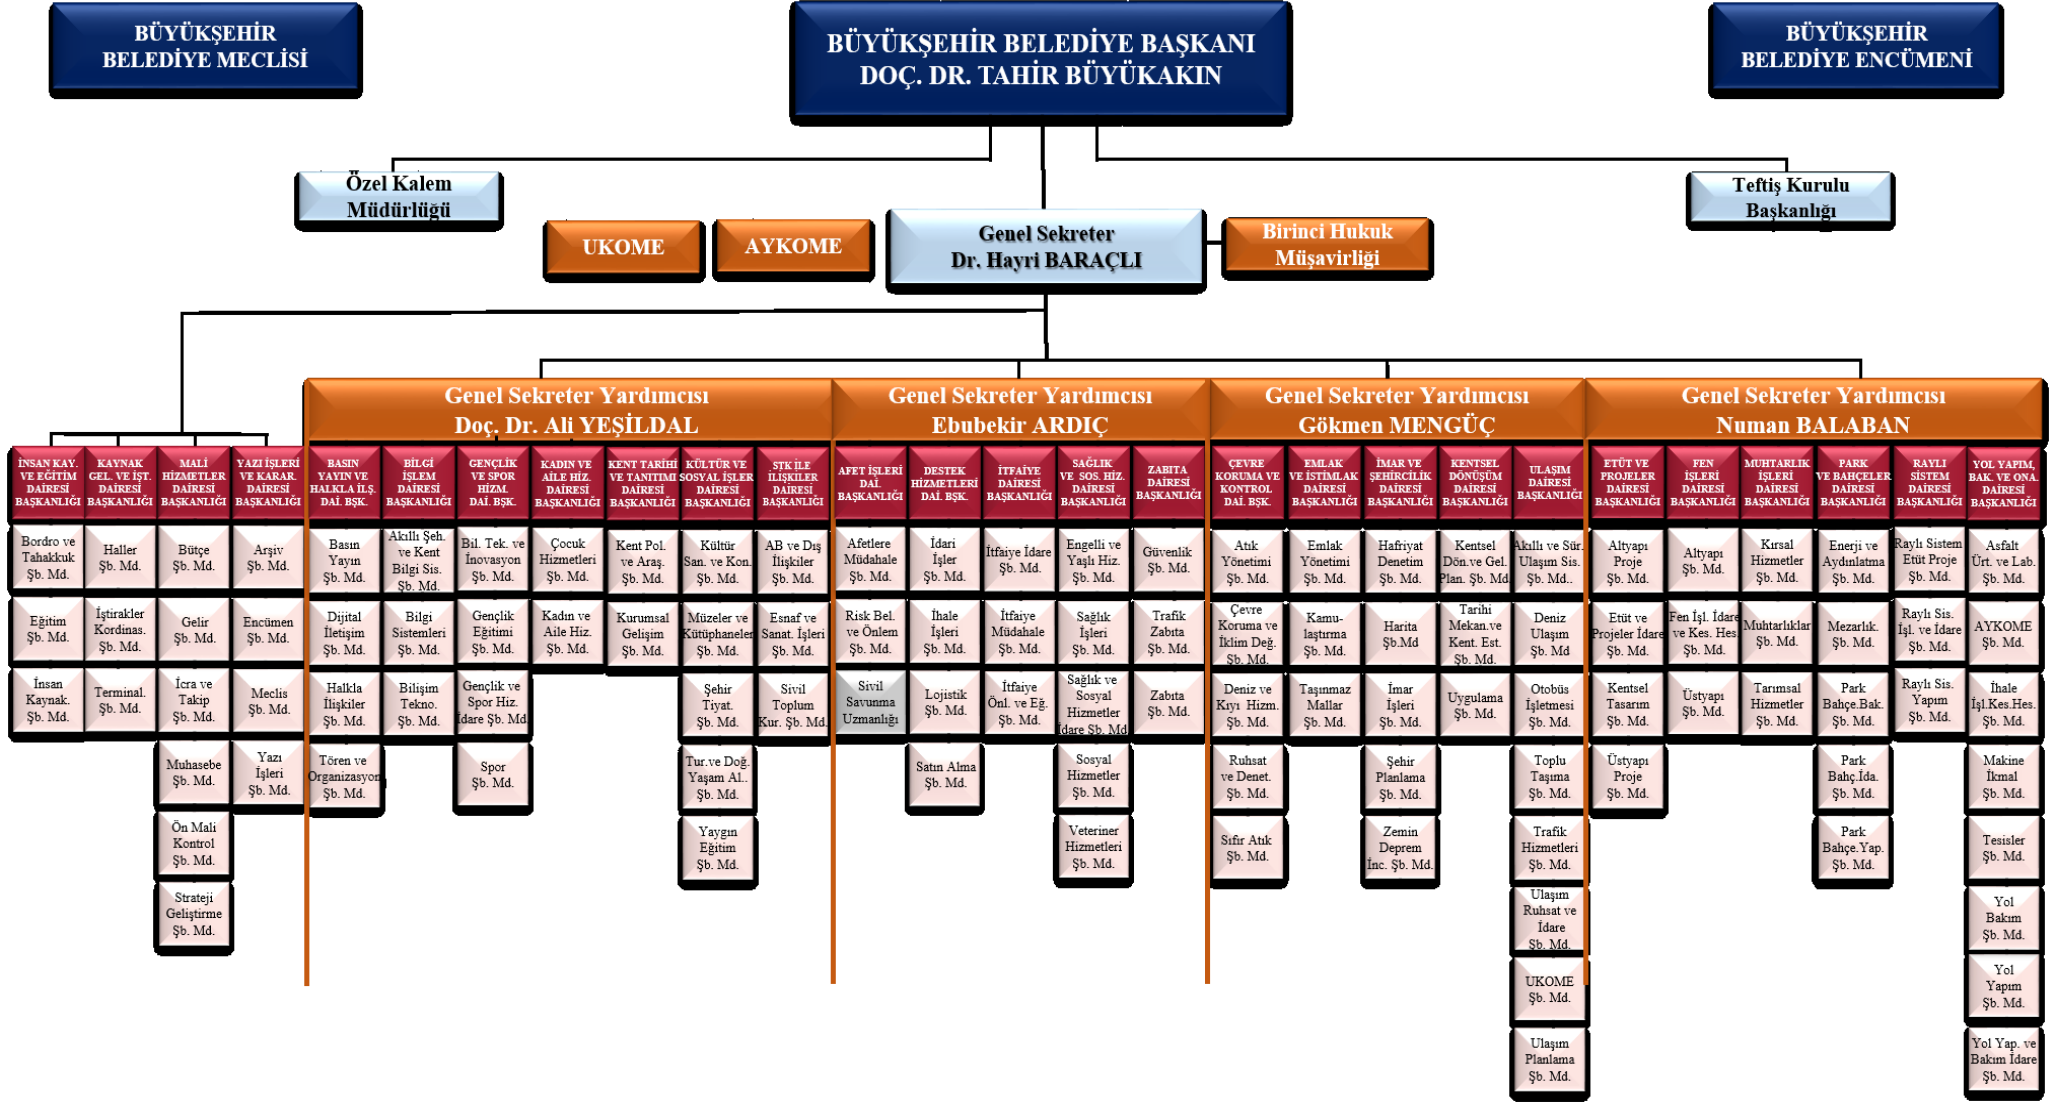 BÜYÜKŞEHİR
BELEDİYE MECLİSİ
BÜYÜKŞEHİR BELEDİYE BAŞKANI
DOÇ. DR. TAHİR BÜYÜKAKIN
BÜYÜKŞEHİR
BELEDİYE ENCÜMENİ
Özel Kalem
Müdürlüğü
Teftiş Kurulu
Başkanlığı
UKOME
AYKOME
Genel Sekreter
Dr. Hayri BARAÇLI
Birinci Hukuk
Müşavirliği
Genel Sekreter Yardımcısı
Doç. Dr. Ali YEŞİLDAL
Genel Sekreter Yardımcısı
Ebubekir ARDIÇ
Genel Sekreter Yardımcısı
Gökmen MENGÜÇ
Genel Sekreter Yardımcısı
Numan BALABAN
İNSAN KAY.
VE EĞİTİM
DAİRESİ
BAŞKANLIĞI
Bordro ve
Tahakkuk
Şb. Md.
Eğitim
Şb. Md.
İnsan
Kaynak.
Şb. Md.
KAYNAK
GEL. VE İŞT.
DAİRESİ
BAŞKANLIĞI
Haller
Şb. Md.
İştirakler
Kordinas.
Şb. Md.
Terminal.
Şb. Md.
MALİ
HİZMETLER
DAİRESİ
BAŞKANLIĞI
Bütçe
Şb. Md.
Gelir
Şb. Md.
İcra ve
Takip
Şb. Md.
Muhasebe
Şb. Md.
Ön Mali
Kontrol
Şb. Md.
Strateji
Geliştirme
Şb. Md.
YAZI İŞLERİ
VE KARAR.
DAİRESİ
BAŞKANLIĞI
Arşiv
Şb. Md.
Encümen
Şb. Md.
Meclis
Şb. Md.
Yazı
İşleri
Şb. Md.
BASIN
YAYIN VE
HALKLA İLŞ.
DAİ. BŞK.
Basın
Yayın
Şb. Md.
Dijital
İletişim
Şb. Md.
Halkla
İlişkiler
Şb. Md.
Tören ve
Organizasyon
Şb. Md.
BİLGİ
İŞLEM
DAİRESİ
BAŞKANLIĞI
Akıllı Şeh.
ve Kent
Bilgi Sis.
Şb. Md.
Bilgi
Sistemleri
Şb. Md.
Bilişim
Tekno.
Şb. Md.
GENÇLİK
VE SPOR
HİZM.
DAİ. BŞK.
Bil. Tek. ve
İnovasyon
Şb. Md.
Gençlik
Eğitimi
Şb. Md.
Gençlik ve
Spor Hiz.
İdare Şb. Md.
Spor
Şb. Md.
KADIN VE
AİLE HİZ.
DAİRESİ
BAŞKANLIĞI
Çocuk
Hizmetleri
Şb. Md.
Kadın ve
Aile Hiz.
Şb. Md.
KENT TARİHİ
VE TANITIMI
DAİRESİ
BAŞKANLIĞI
Kent Pol.
ve Araş.
Şb. Md.
Kurumsal
Gelişim
Şb. Md.
KÜLTÜR VE
SOSYAL İŞLER
DAİRESİ
BAŞKANLIĞI
Kültür
San. ve Kon.
Şb. Md.
Müzeler ve
Kütüphaneler
Şb. Md.
Şehir
Tiyat.
Şb. Md.
Tur.ve Doğ.
Yaşam Al..
Şb. Md.
Yaygın
Eğitim
Şb. Md.
STK İLE
İLİŞKİLER
DAİRESİ
BAŞKANLIĞI
AB ve Dış
İlişkiler
Şb. Md.
Esnaf ve
Sanat. İşleri
Şb. Md.
Sivil
Toplum
Kur. Şb. Md.
AFET İŞLERİ
DAİ.
BAŞKANLIĞI
Afetlere
Müdahale
Şb. Md.
Risk Bel.
ve Önlem
Şb. Md.
Sivil
Savunma
Uzmanlığı
DESTEK
HİZMETLERİ
DAİ. BŞK.
İdari
İşler
Şb. Md.
İhale
İşleri
Şb. Md.
Lojistik
Şb. Md.
Satın Alma
Şb. Md
İTFAİYE
DAİRESİ
BAŞKANLIĞI
İtfaiye İdare
Şb. Md.
İtfaiye
Müdahale
Şb. Md.
İtfaiye
Önl. ve Eğ.
Şb. Md.
SAĞLIK
VE SOS. HİZ.
DAİRESİ
BAŞKANLIĞI
Engelli ve
Yaşlı Hiz.
Şb. Md.
Sağlık
İşleri
Şb. Md.
Sağlık ve
Sosyal
Hizmetler
İdare Şb. Md.
Sosyal
Hizmetler
Şb. Md.
Veteriner
Hizmetleri
Şb. Md.
ZABITA
DAİRESİ
BAŞKANLIĞI
Güvenlik
Şb. Md.
Trafik
Zabıta
Şb. Md.
Zabıta
Şb. Md.
ÇEVRE
KORUMA VE
KONTROL
DAİ. BŞK.
Atık
Yönetimi
Şb. Md.
Çevre
Koruma ve
İklim Değ.
Şb. Md.
Deniz ve
Kıyı Hizm.
Şb. Md.
Ruhsat
ve Denet.
Şb. Md.
Sıfır Atık
Şb. Md.
EMLAK
VE İSTİMLAK
DAİRESİ
BAŞKANLIĞI
Emlak
Yönetimi
Şb. Md.
Kamu-
laştırma
Şb. Md.
Taşınmaz
Mallar
Şb. Md.
İMAR VE
ŞEHİRCİLİK
DAİRESİ
BAŞKANLIĞI
Hafriyat
Denetim
Şb. Md.
Harita
Şb.Md
İmar
İşleri
Şb. Md.
Şehir
Planlama
Şb. Md.
Zemin
Deprem
İnc. Şb. Md.
KENTSEL
DÖNÜŞÜM
DAİRESİ
BAŞKANLIĞI
Kentsel
Dön.ve Gel.
Plan. Şb. Md.
Tarihi
Mekan.ve
Kent. Est.
Şb. Md.
Uygulama
Şb. Md.
ULAŞIM
DAİRESİ
BAŞKANLIĞI
Akıllı ve Sür.
Ulaşım Sis.
Şb. Md..
Deniz
Ulaşım
Şb. Md
Otobüs
İşletmesi
Şb. Md.
Toplu
Taşıma
Şb. Md.
Trafik
Hizmetleri
Şb. Md.
Ulaşım
Ruhsat ve
İdare
Şb. Md.
UKOME
Şb. Md.
Ulaşım
Planlama
Şb. Md.
ETÜT VE
PROJELER
DAİRESİ
BAŞKANLIĞI
Altyapı
Proje
Şb. Md.
Etüt ve
Projeler İdare
Şb. Md.
Kentsel
Tasarım
Şb. Md.
Üstyapı
Proje
Şb. Md.
FEN
İŞLERİ
DAİRESİ
BAŞKANLIĞI
Altyapı
Şb. Md.
Fen İşl. İdare
ve Kes. Hes.
Şb. Md.
Üstyapı
Şb. Md.
MUHTARLIK
İŞLERİ
DAİRESİ
BAŞKANLIĞI
Kırsal
Hizmetler
Şb. Md.
Muhtarlıklar
Şb. Md.
Tarımsal
Hizmetler
Şb. Md.
PARK
VE BAHÇELER
DAİRESİ
BAŞKANLIĞI
Enerji ve
Aydınlatma
Şb. Md.
Mezarlık.
Şb. Md.
Park
Bahçe.Bak.
Şb. Md.
Park
Bahç.İda.
Şb. Md.
Park
Bahçe.Yap.
Şb. Md.
RAYLI
SİSTEM
DAİRESİ
BAŞKANLIĞI
Raylı Sistem
Etüt Proje
Şb. Md.
Raylı Sis.
İşl. ve İdare
Şb. Md.
Raylı Sis.
Yapım
Şb. Md.
YOL YAPIM,
BAK. VE ONA.
DAİRESİ
BAŞKANLIĞI
Asfalt
Ürt. ve Lab.
Şb. Md.
AYKOME
Şb. Md.
İhale
İşl.Kes.Hes.
Şb. Md.
Makine
İkmal
Şb. Md.
Tesisler
Şb. Md.
Yol
Bakım
Şb. Md.
Yol
Yapım
Şb. Md.
Yol Yap. ve
Bakım İdare
Şb. Md.